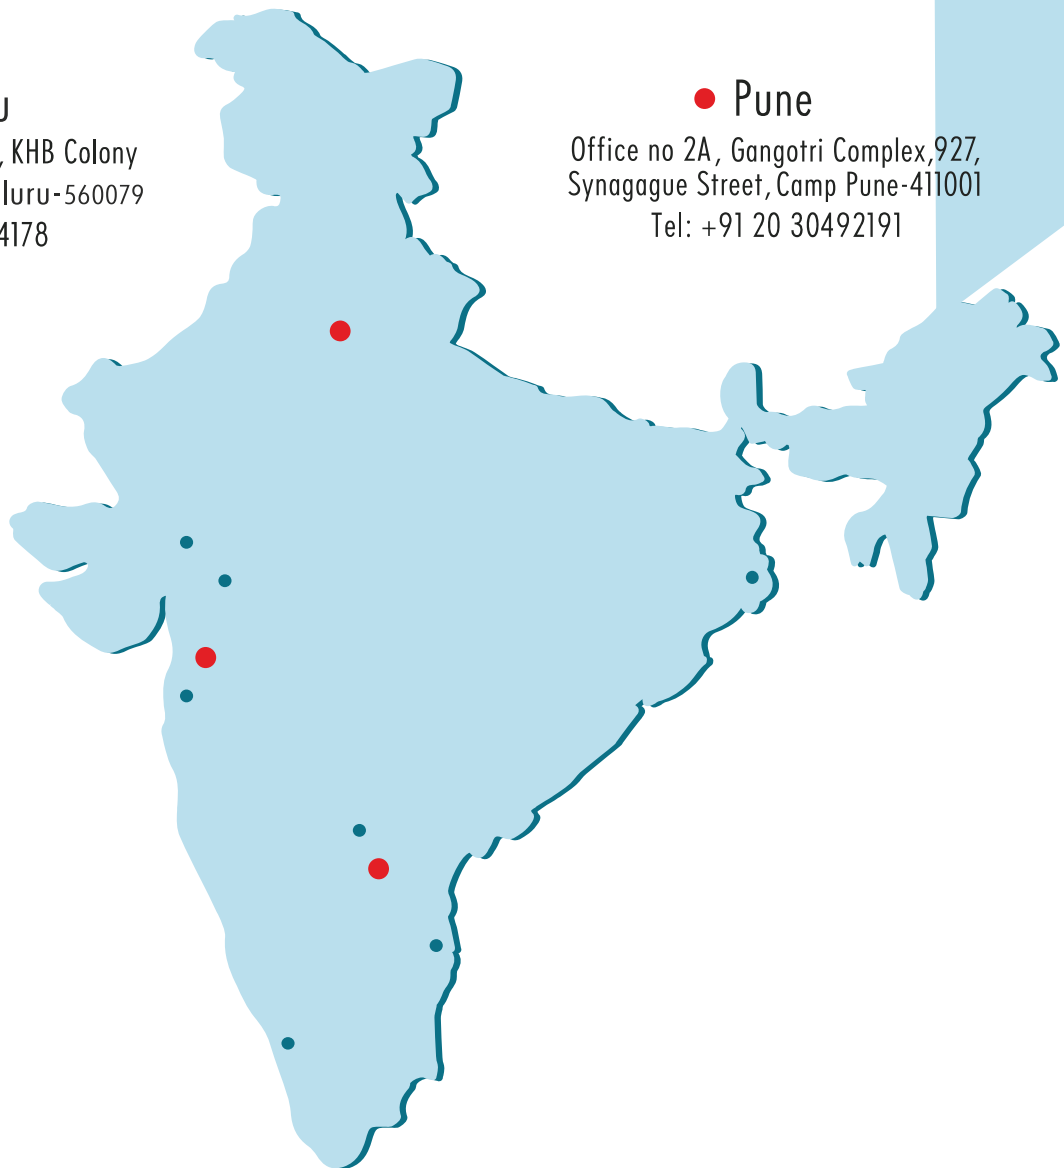 U
, KHB Colony
luru-560079
4178
Pune
Office no 2A, Gangotri Complex,927,
Synagague Street, Camp Pune-411001
Tel: +91 20 30492191